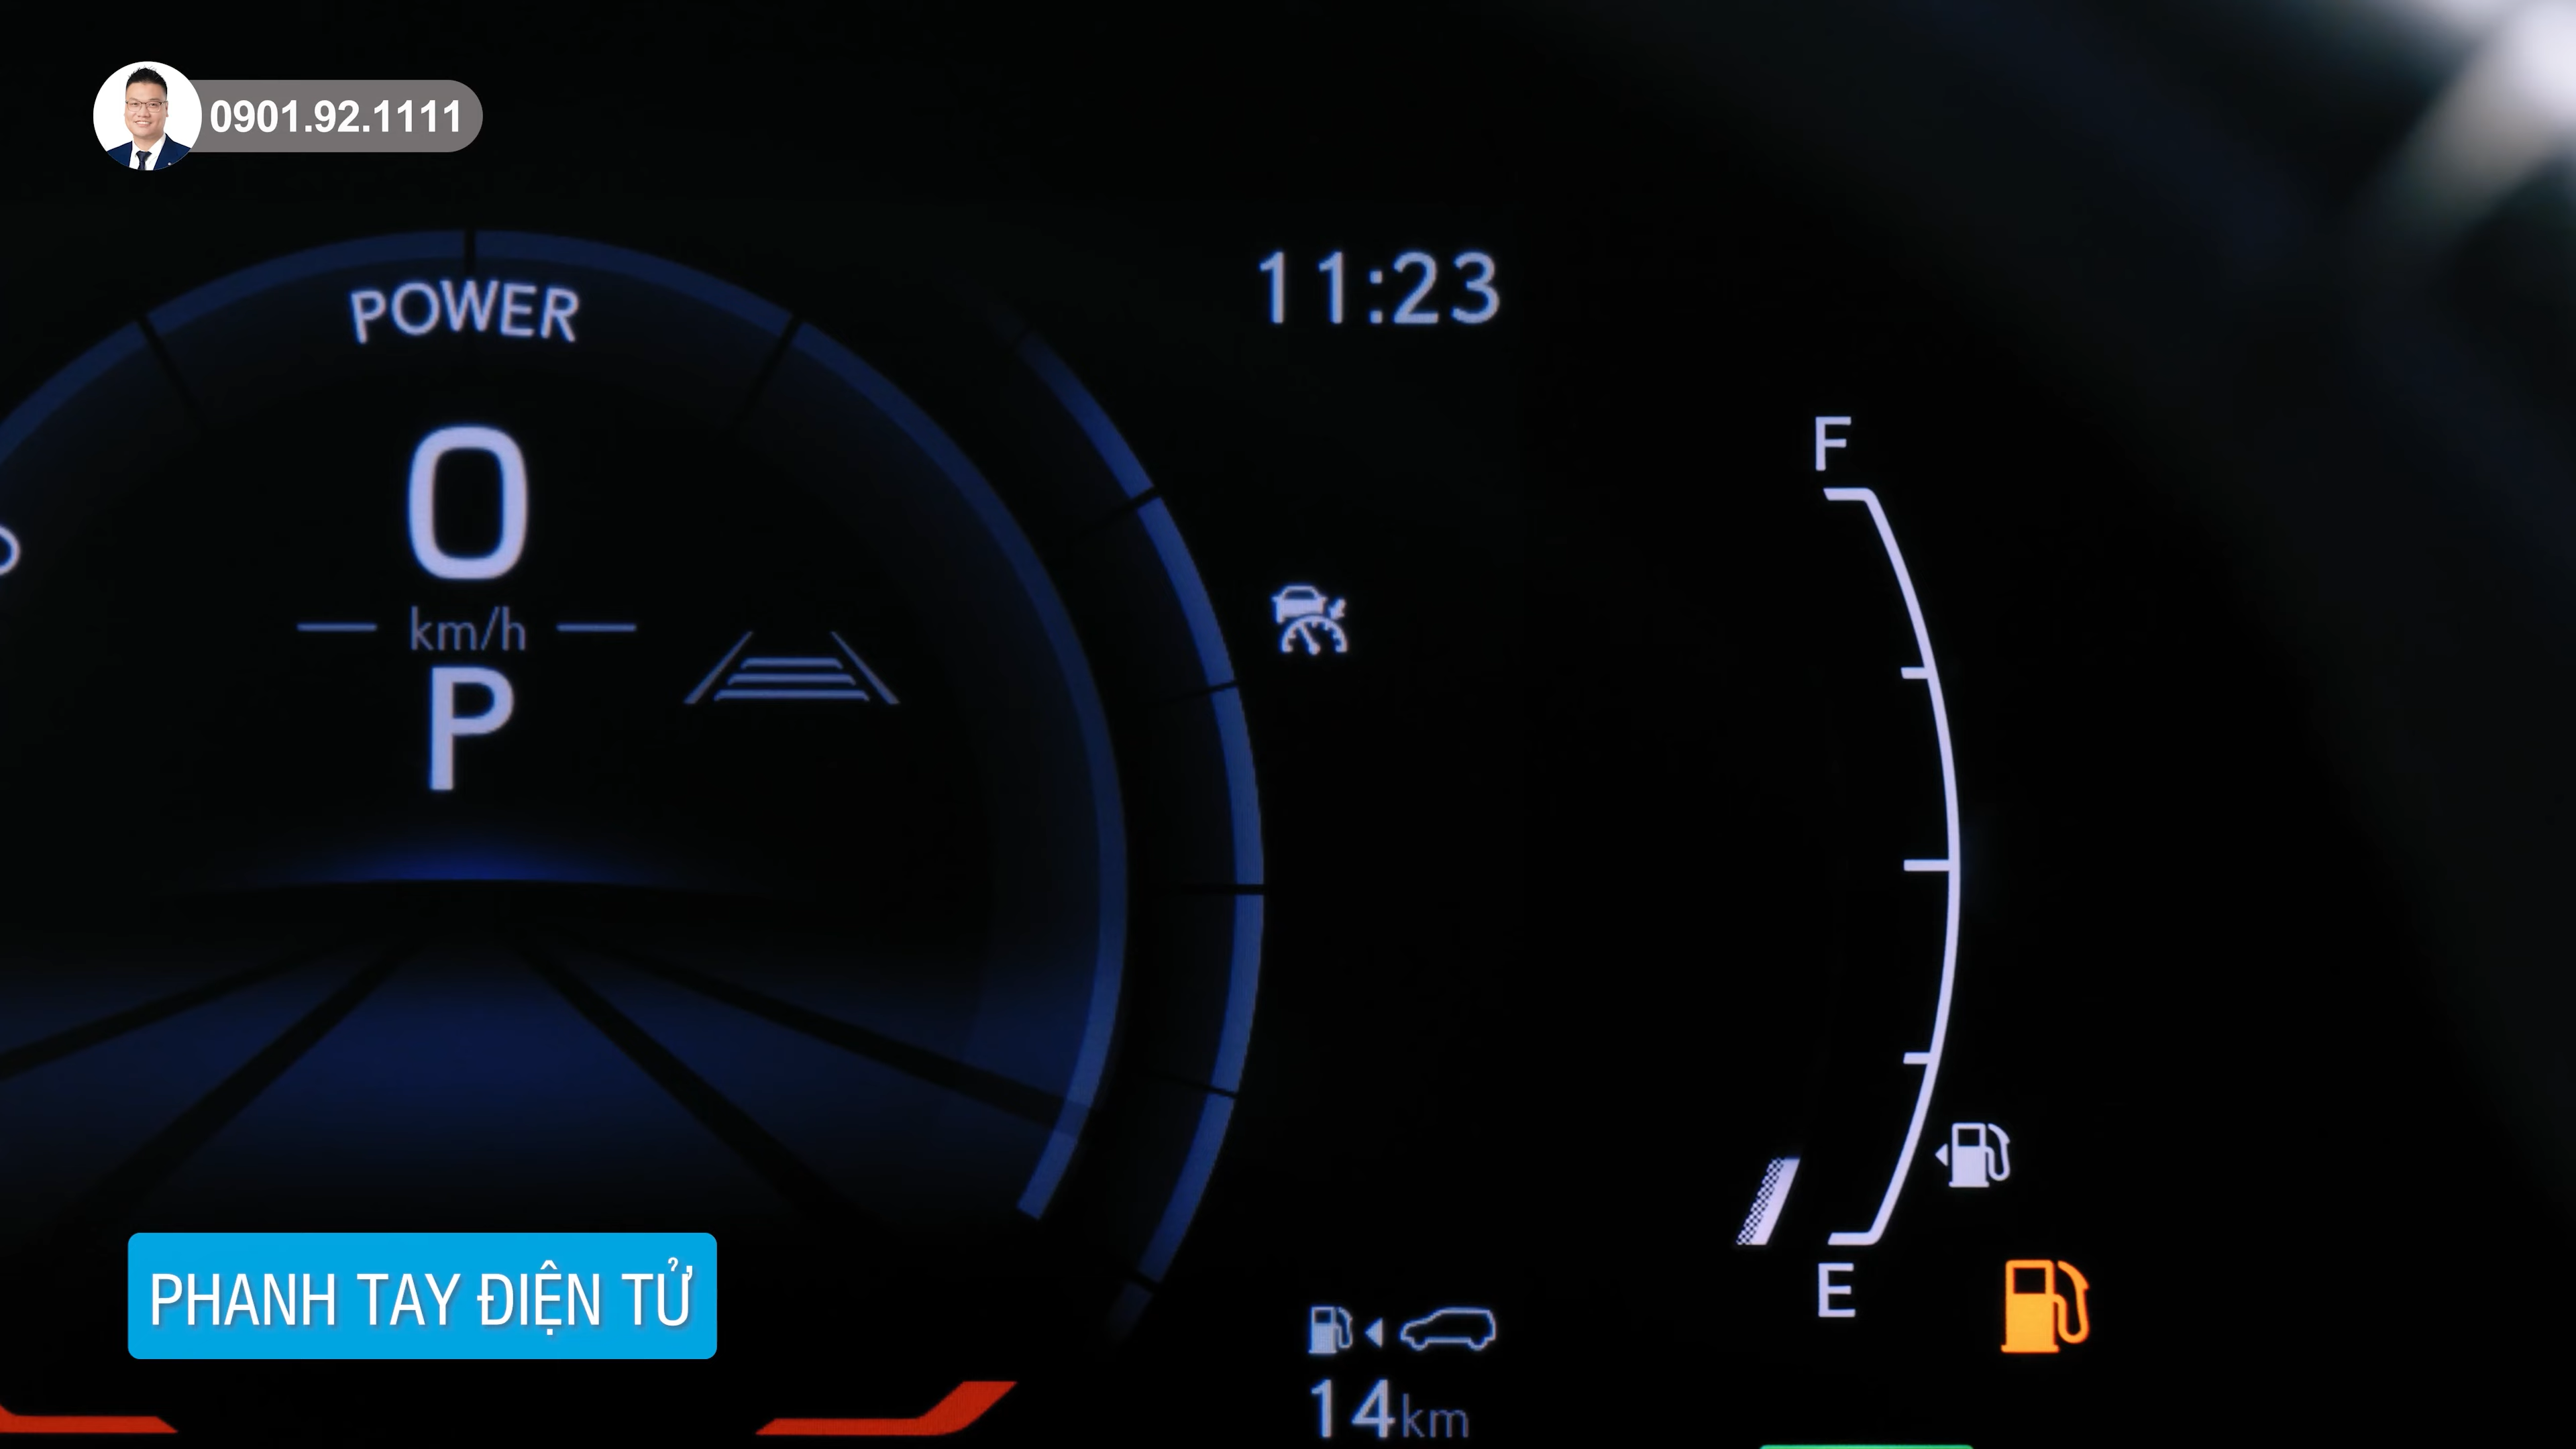 0901.92.1111
POWER
11:23
0
km/h
P
F
E
14km
PHANH TAY ĐIỆN TỬ